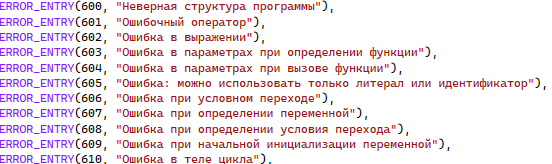 ERROR_ENTRY(600, "Неверная структура программы"),
ERROR_ENTRY(601, "Ошибочный оператор"),
ERROR_ENTRY(602, "Ошибка в выражении"),
ERROR_ENTRY(603, "Ошибка в параметрах при определении функции"),
ERROR_ENTRY(604, "Ошибка в параметрах при вызове функции"),
ERROR_ENTRY(605, "Ошибка: можно использовать только литерал или идентификатор"),
ERROR_ENTRY(606, "Ошибка при условном переходе"),
ERROR_ENTRY(607, "Ошибка при определении переменной"),
ERROR_ENTRY(608, "Ошибка при определении условия перехода"),
ERROR_ENTRY(609, "Ошибка при начальной инициализации переменной"),
ERROR_ENTRY(610, "Ошибка в теле цикла"),